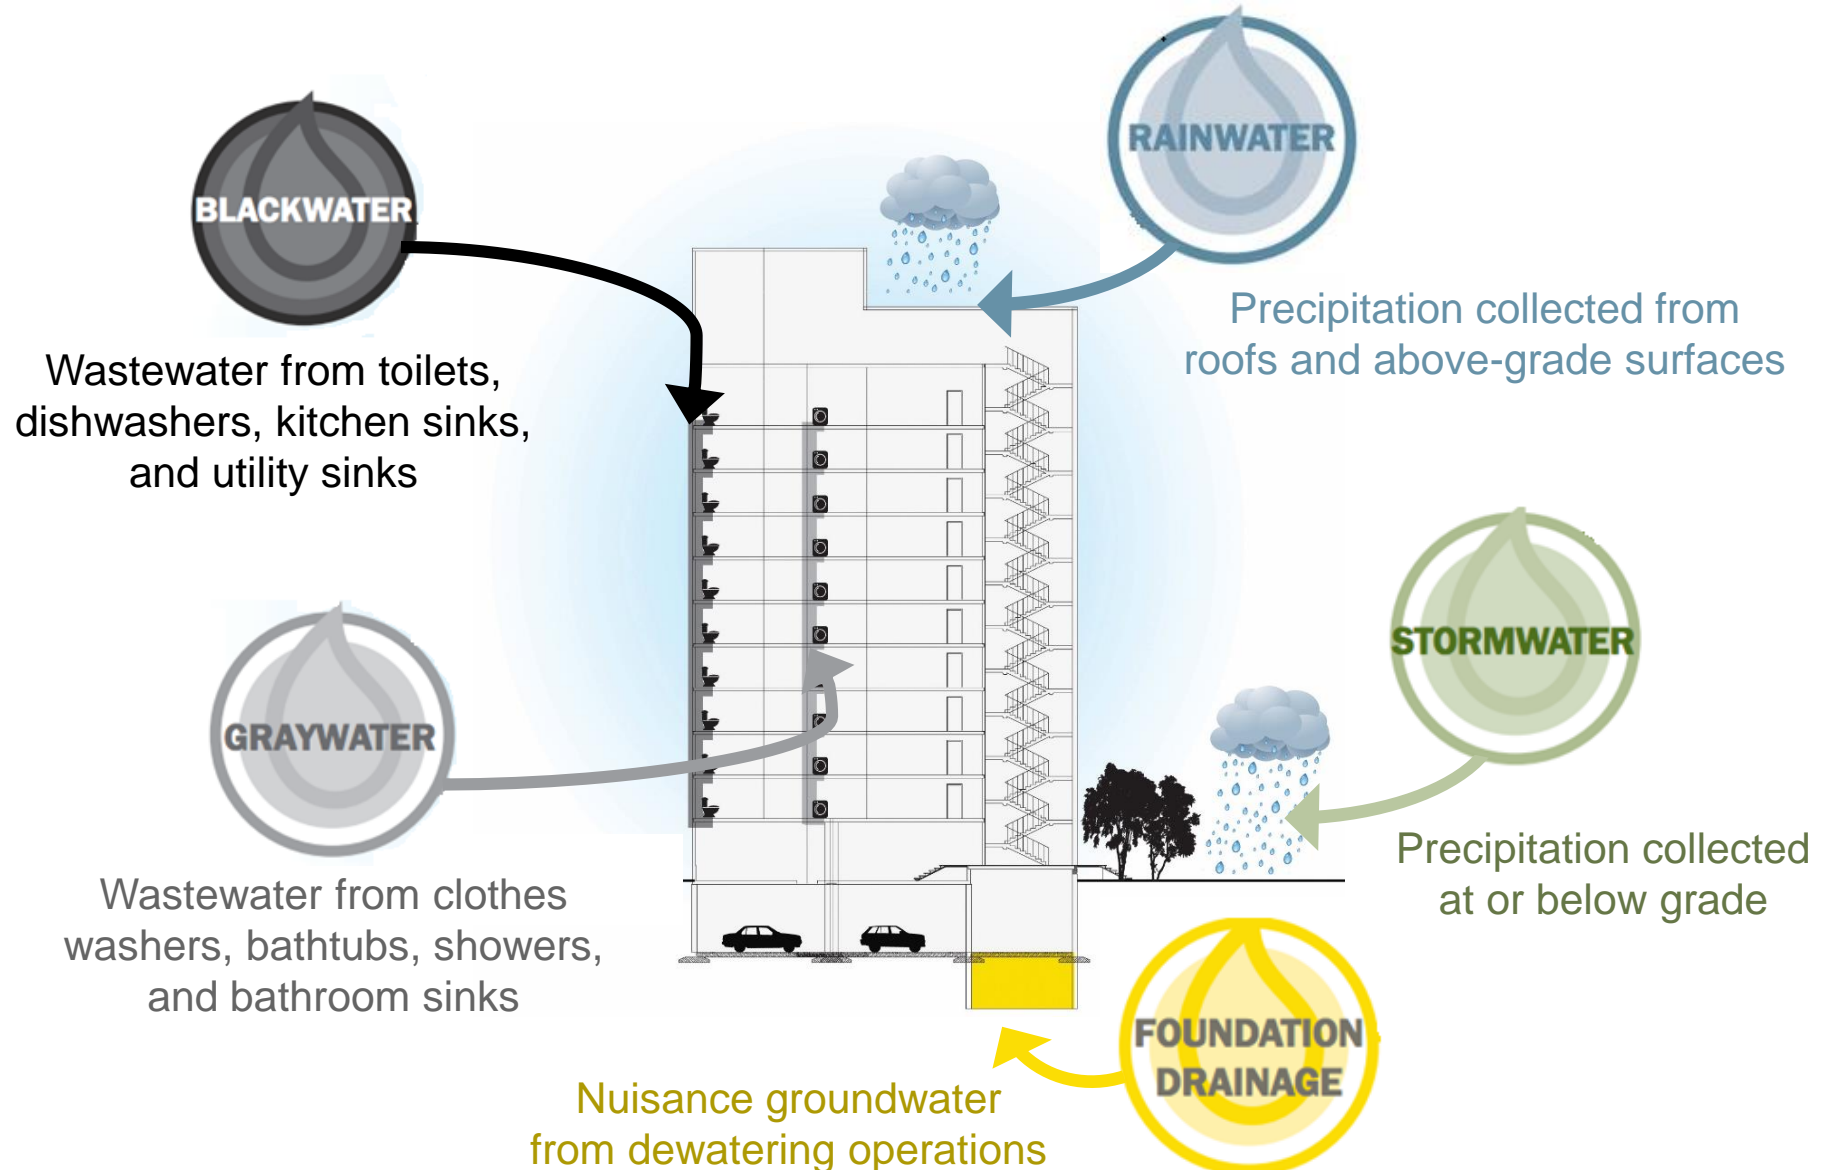 BLACKWATER
Wastewater from toilets,
dishwashers, kitchen sinks,
and utility sinks
RAINWATER
Precipitation collected from
roofs and above-grade surfaces
GRAYWATER
Wastewater from clothes
washers, bathtubs, showers,
and bathroom sinks
STORMWATER
Precipitation collected
at or below grade
FOUNDATION
DRAINAGE
Nuisance groundwater
from dewatering operations